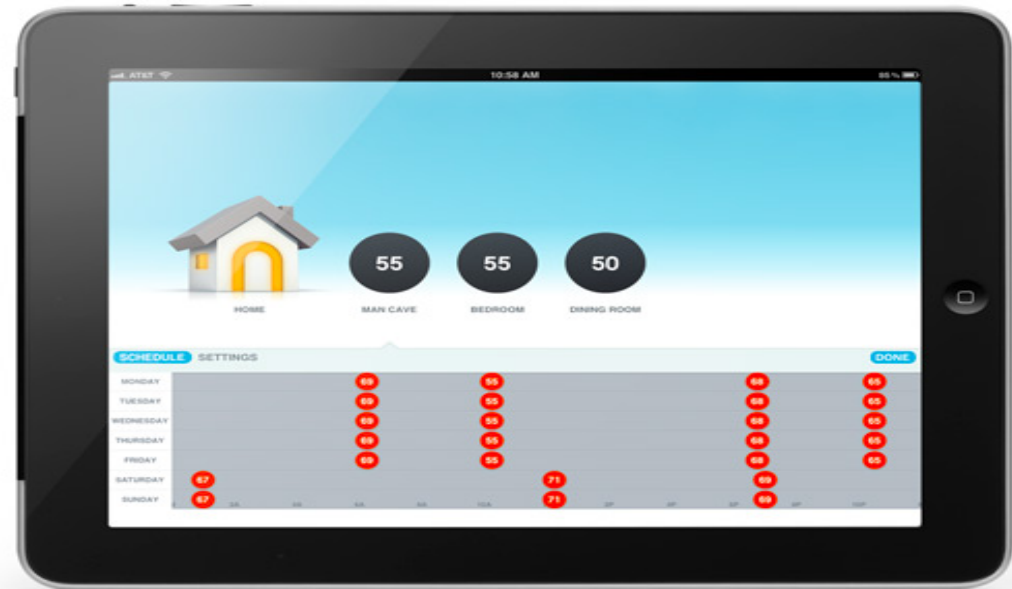 AT&T 10:58 AM 85%
55 55 50
HOME MAN CAVE BEDROOM DINING ROOM
SCHEDULE SETTINGS DONE
MONDAY 69 55 68 65
TUESDAY 69 55 68 65
WEDNESDAY 69 55 68 65
THURSDAY 69 55 68 65
FRIDAY 69 55 68 65
SATURDAY 67 71 69
SUNDAY 67 71 69